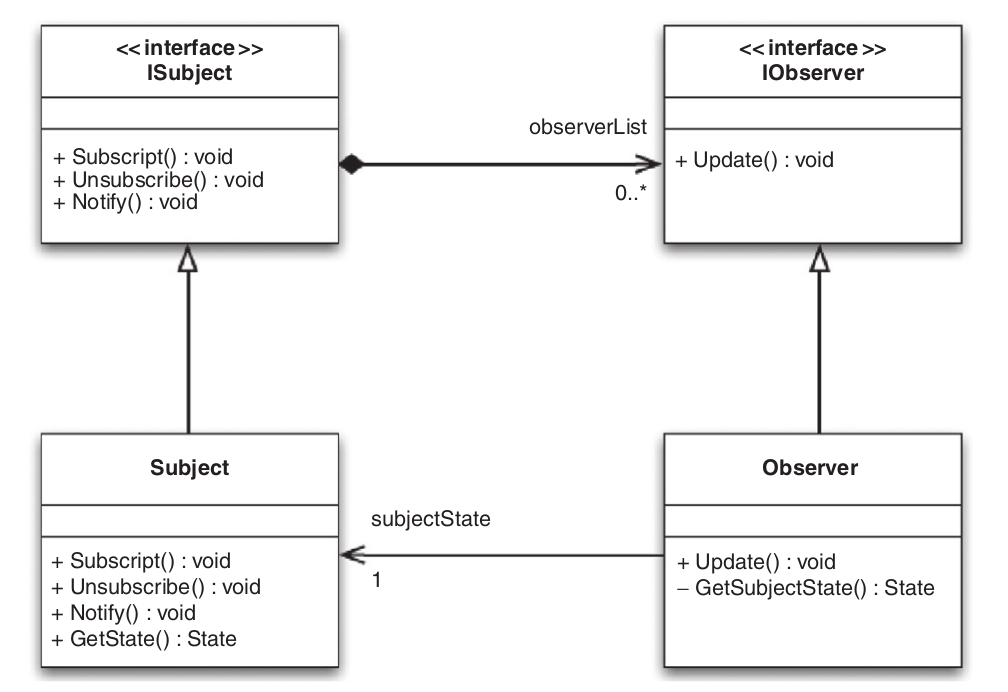 <<interface>>
ISubject
+ Subscript() : void
+ Unsubscribe() : void
+ Notify() : void
observerList
0..*
<<interface>>
IObserver
+ Update() : void
Subject
+ Subscript() : void
+ Unsubscribe() : void
+ Notify() : void
+ GetState() : State
subjectState
1
Observer
+ Update() : void
– GetSubjectState() : State